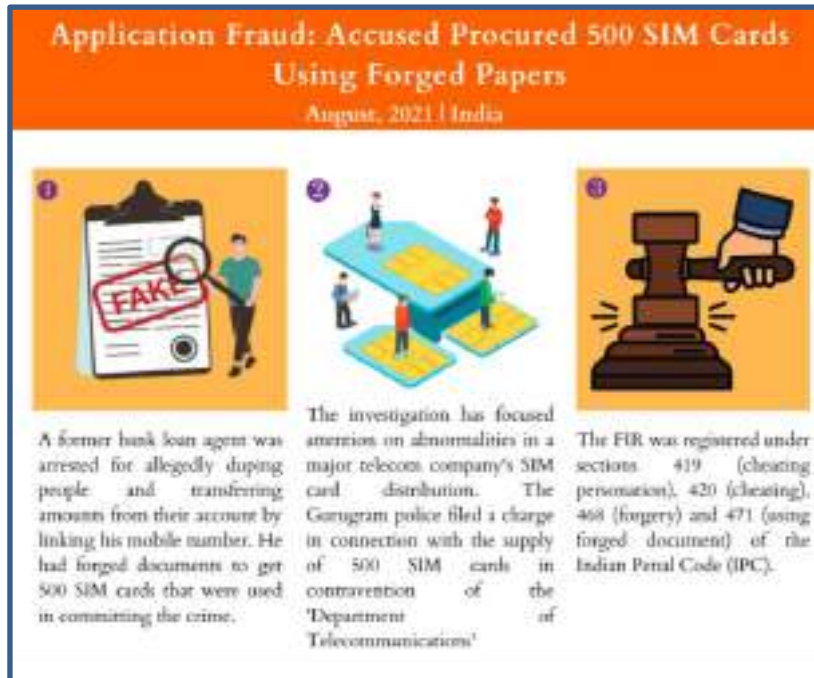 Application Fraud: Accused Procured 500 SIM Cards
Using Forged Papers
August, 2021 | India
1
FAKE
A former bank loan agent was
arrested for allegedly duping
people and transferring
amounts from their account by
linking his mobile number. He
had forged documents to get
500 SIM cards that were used
in committing the crime.
2
The investigation has focused
attention on abnormalities in a
major telecom company's SIM
card distribution. The
Gurugram police filed a charge
in connection with the supply
of 500 SIM cards in
contravention of the
'Department of
Telecommunications'
3
The FIR was registered under
sections 419 (cheating
personation), 420 (cheating),
468 (forgery) and 471 (using
forged document) of the
Indian Penal Code (IPC).